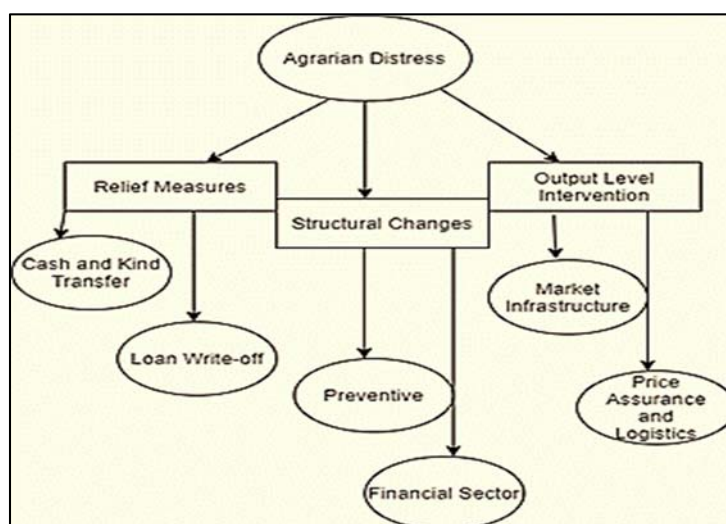 Agrarian Distress
Relief Measures
Structural Changes
Output Level
Intervention
Cash and Kind
Transfer
Loan Write-off
Preventive
Financial Sector
Market
Infrastructure
Price
Assurance
and
Logistics